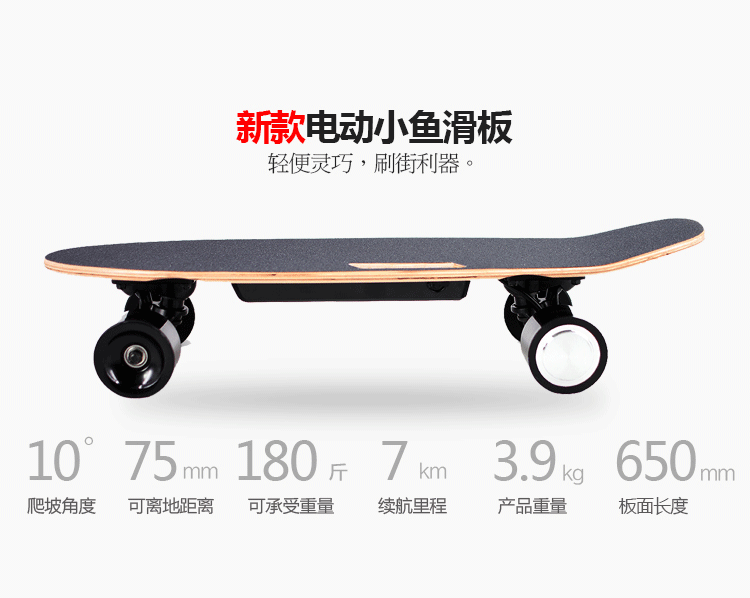 新款电动小鱼滑板
轻便灵巧，刷街利器。
10° 75mm 180斤 7km 3.9kg 650mm
爬坡角度 可离地距离 可承受重量 续航里程 产品重量 板面长度